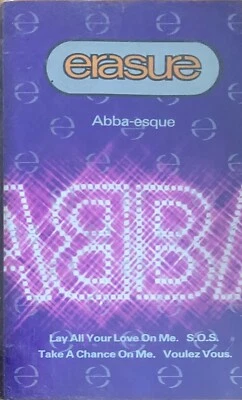 erasure
Abba-esque
ABBA
Lay All Your Love On Me. S.O.S.
Take A Chance On Me. Voulez Vous.